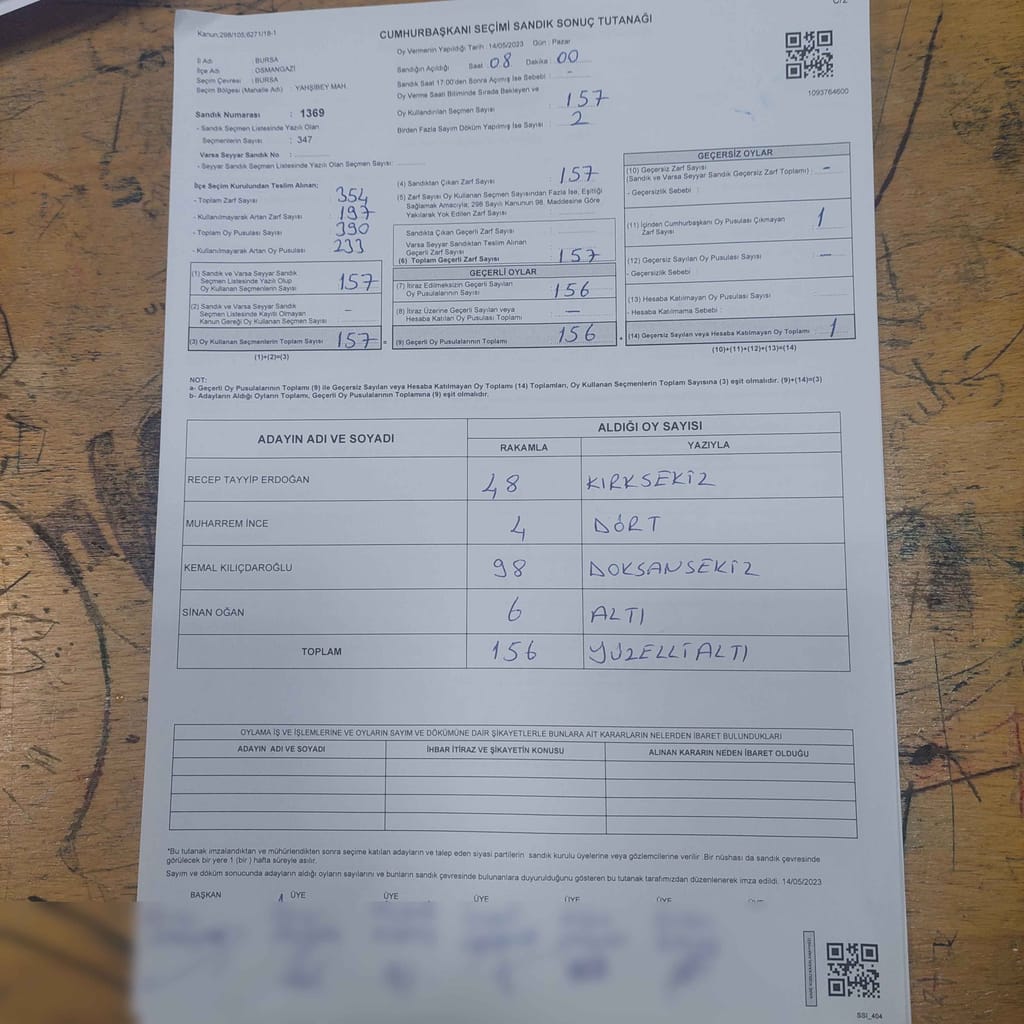 Kanun:298/105;6271/18-1
CUMHURBAŞKANI SEÇİMİ SANDIK SONUÇ TUTANAĞI
İl Adı : BURSA
İlçe Adı : OSMANGAZİ
Seçim Çevresi : BURSA
Seçim Bölgesi (Mahalle Adı) : YAHŞİBEY MAH.
Oy Vermenin Yapıldığı Tarih : 14/05/2023 Gün : Pazar
Sandığın Açıldığı Saat : 08 Dakika : 00
Sandık Saat 17:00'den Sonra Açılmış İse Sebebi : -
Oy Verme Saati Bitiminde Sırada Bekleyen ve
Oy Kullandırılan Seçmen Sayısı 157
Birden Fazla Sayım Döküm Yapılmış İse Sayısı : 2
1093764600
Sandık Numarası : 1369
- Sandık Seçmen Listesinde Yazılı Olan
Seçmenlerin Sayısı : 347
Varsa Seyyar Sandık No :
- Seyyar Sandık Seçmen Listesinde Yazılı Olan Seçmen Sayısı:
İlçe Seçim Kurulundan Teslim Alınan;
- Toplam Zarf Sayısı 354
- Kullanılmayarak Artan Zarf Sayısı : 197
- Toplam Oy Pusulası Sayısı : 390
- Kullanılmayarak Artan Oy Pusulası : 233
(1) Sandık ve Varsa Seyyar Sandık
Seçmen Listesinde Yazılı Olup
Oy Kullanan Seçmenlerin Sayısı 157
(2) Sandık ve Varsa Seyyar Sandık
Seçmen Listesinde Kayıtlı Olmayan
Kanun Gereği Oy Kullanan Seçmen Sayısı -
(3) Oy Kullanan Seçmenlerin Toplam Sayısı 157 =
(1)+(2)=(3)
(4) Sandıktan Çıkan Zarf Sayısı : 157
(5) Zarf Sayısı Oy Kullanan Seçmen Sayısından Fazla İse, Eşitliği
Sağlamak Amacıyla; 298 Sayılı Kanunun 98. Maddesine Göre
Yakılarak Yok Edilen Zarf Sayısı :
Sandıkta Çıkan Geçerli Zarf Sayısı :
Varsa Seyyar Sandıktan Teslim Alınan
Geçerli Zarf Sayısı
(6) Toplam Geçerli Zarf Sayısı : 157
GEÇERLİ OYLAR
(7) İtiraz Edilmeksizin Geçerli Sayılan
Oy Pusulalarının Sayısı : 156
(8) İtiraz Üzerine Geçerli Sayılan veya
Hesaba Katılan Oy Pusulası Toplamı : —
(9) Geçerli Oy Pusulalarının Toplamı 156 +
GEÇERSİZ OYLAR
(10) Geçersiz Zarf Sayısı
(Sandık ve Varsa Seyyar Sandık Geçersiz Zarf Toplamı) : -
- Geçersizlik Sebebi :
(11) İçinden Cumhurbaşkanı Oy Pusulası Çıkmayan
Zarf Sayısı : 1
(12) Geçersiz Sayılan Oy Pusulası Sayısı : —
- Geçersizlik Sebebi
(13) Hesaba Katılmayan Oy Pusulası Sayısı :
- Hesaba Katılmama Sebebi :
(14) Geçersiz Sayılan veya Hesaba Katılmayan Oy Toplamı : 1
(10)+(11)+(12)+(13)=(14)
NOT:
a- Geçerli Oy Pusulalarının Toplamı (9) ile Geçersiz Sayılan veya Hesaba Katılmayan Oy Toplamı (14) Toplamları, Oy Kullanan Seçmenlerin Toplam Sayısına (3) eşit olmalıdır. (9)+(14)=(3)
b- Adayların Aldığı Oyların Toplamı, Geçerli Oy Pusulalarının Toplamına (9) eşit olmalıdır.
ADAYIN ADI VE SOYADI ALDIĞI OY SAYISI
RAKAMLA YAZIYLA
RECEP TAYYİP ERDOĞAN 48 KIRKSEKİZ
MUHARREM İNCE 4 DÖRT
KEMAL KILIÇDAROĞLU 98 DOKSANSEKİZ
SİNAN OĞAN 6 ALTI
TOPLAM 156 YÜZELLİALTI
OYLAMA İŞ VE İŞLEMLERİNE VE OYLARIN SAYIM VE DÖKÜMÜNE DAİR ŞİKAYETLERLE BUNLARA AİT KARARLARIN NELERDEN İBARET BULUNDUKLARI
ADAYIN ADI VE SOYADI İHBAR İTİRAZ VE ŞİKAYETİN KONUSU ALINAN KARARIN NEDEN İBARET OLDUĞU
*Bu tutanak imzalandıktan ve mühürlendikten sonra seçime katılan adayların ve talep eden siyasi partilerin sandık kurulu üyelerine veya gözlemcilerine verilir. Bir nüshası da sandık çevresinde
görülecek bir yere 1 (bir) hafta süreyle asılır.
Sayım ve döküm sonucunda adayların aldığı oyların sayılarını ve bunların sandık çevresinde bulunanlara duyurulduğunu gösteren bu tutanak tarafımızdan düzenlenerek imza edildi. 14/05/2023
BAŞKAN ÜYE ÜYE ÜYE ÜYE ÜYE
SSI_404